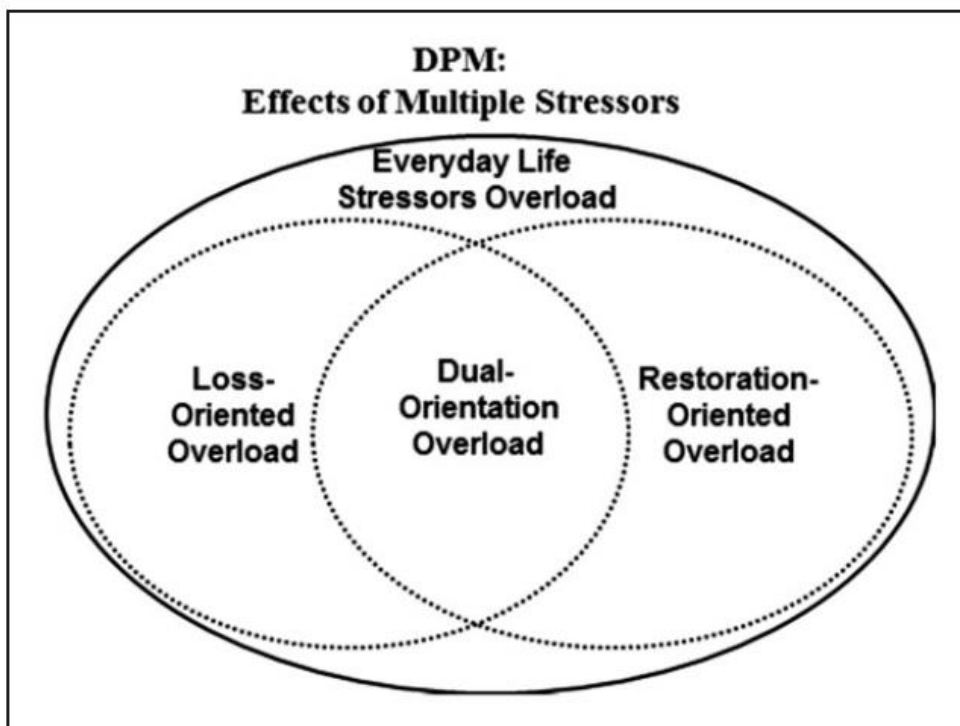 DPM:
Effects of Multiple Stressors
Everyday Life
Stressors Overload
Loss-
Oriented
Overload
Dual-
Orientation
Overload
Restoration-
Oriented
Overload